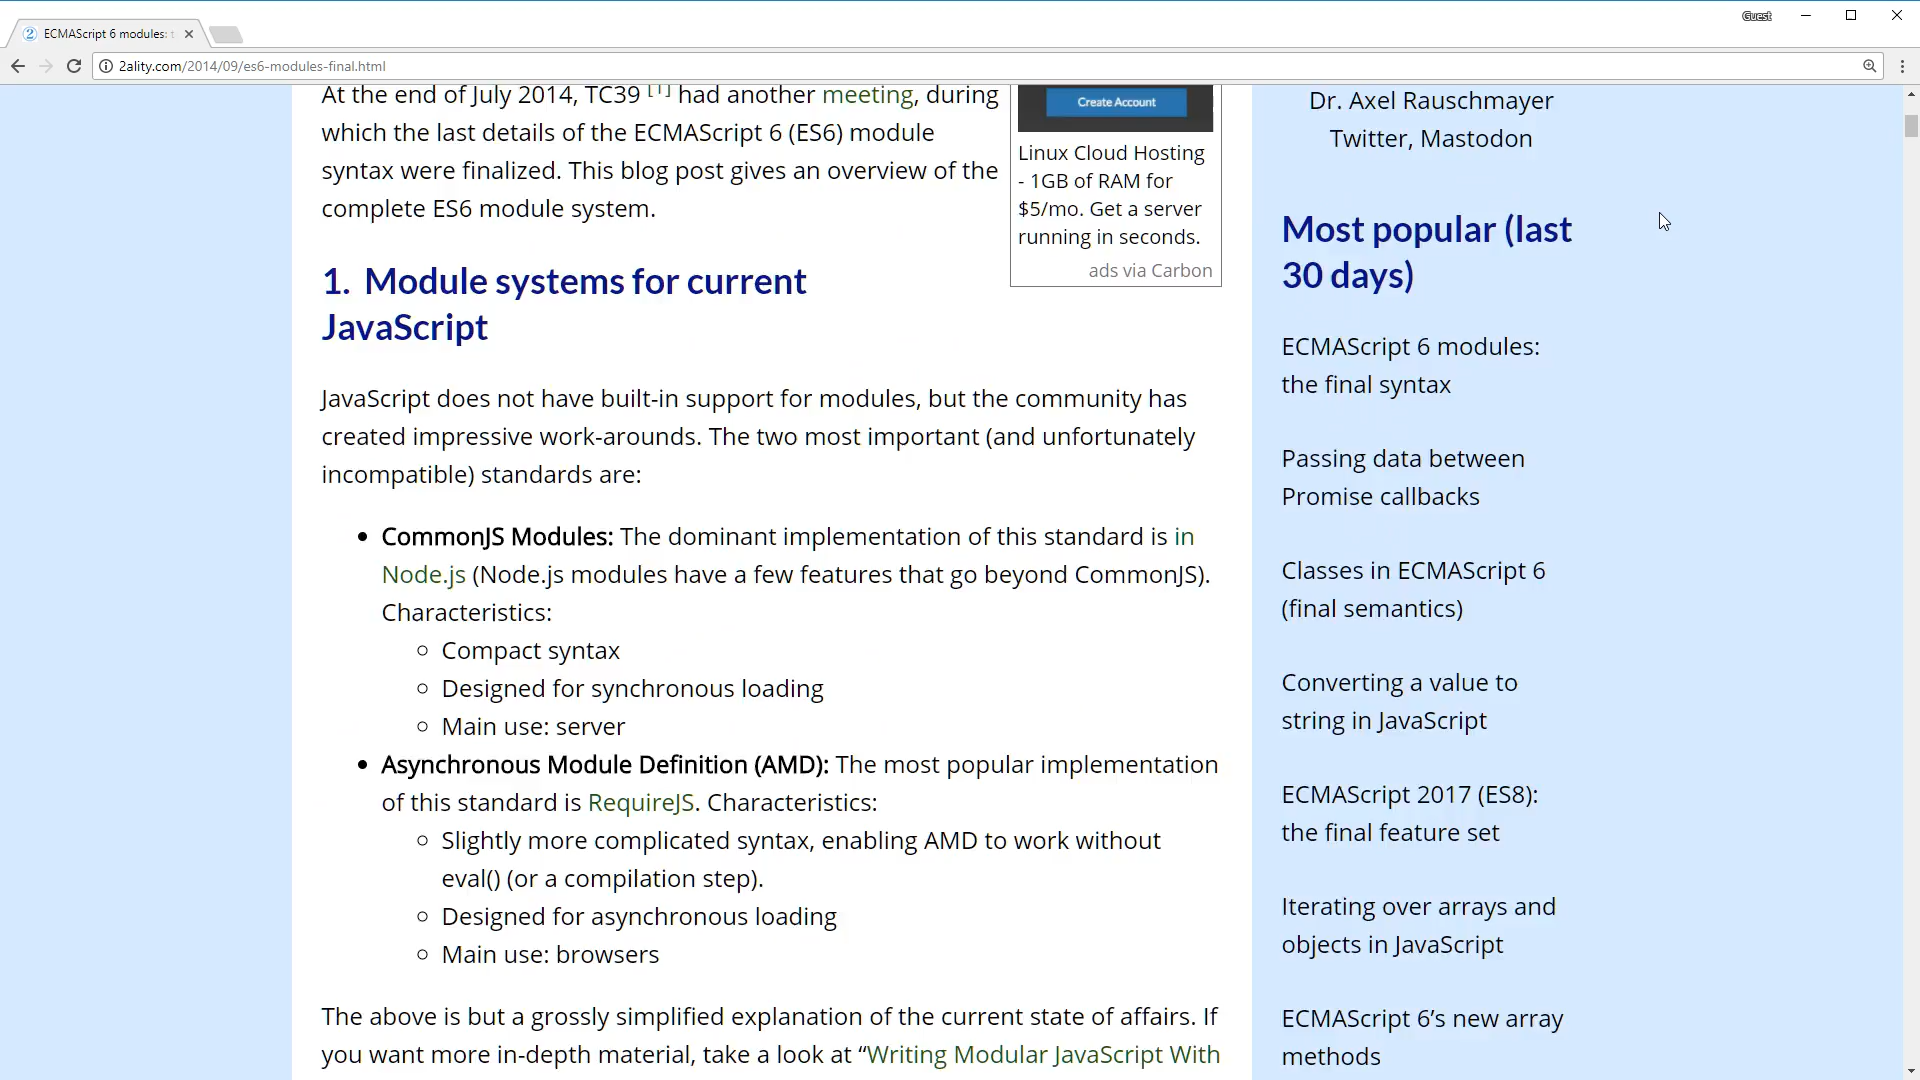 Guest
ECMAScript 6 modules: t
2ality.com/2014/09/es6-modules-final.html
At the end of July 2014, TC39 [1] had another meeting, during
which the last details of the ECMAScript 6 (ES6) module
syntax were finalized. This blog post gives an overview of the
complete ES6 module system.
Create Account
Linux Cloud Hosting
- 1GB of RAM for
$5/mo. Get a server
running in seconds.
ads via Carbon
1. Module systems for current
JavaScript
JavaScript does not have built-in support for modules, but the community has
created impressive work-arounds. The two most important (and unfortunately
incompatible) standards are:
• CommonJS Modules: The dominant implementation of this standard is in
Node.js (Node.js modules have a few features that go beyond CommonJS).
Characteristics:
◦ Compact syntax
◦ Designed for synchronous loading
◦ Main use: server
• Asynchronous Module Definition (AMD): The most popular implementation
of this standard is RequireJS. Characteristics:
◦ Slightly more complicated syntax, enabling AMD to work without
eval() (or a compilation step).
◦ Designed for asynchronous loading
◦ Main use: browsers
The above is but a grossly simplified explanation of the current state of affairs. If
you want more in-depth material, take a look at “Writing Modular JavaScript With
Dr. Axel Rauschmayer
Twitter, Mastodon
Most popular (last
30 days)
ECMAScript 6 modules:
the final syntax
Passing data between
Promise callbacks
Classes in ECMAScript 6
(final semantics)
Converting a value to
string in JavaScript
ECMAScript 2017 (ES8):
the final feature set
Iterating over arrays and
objects in JavaScript
ECMAScript 6’s new array
methods